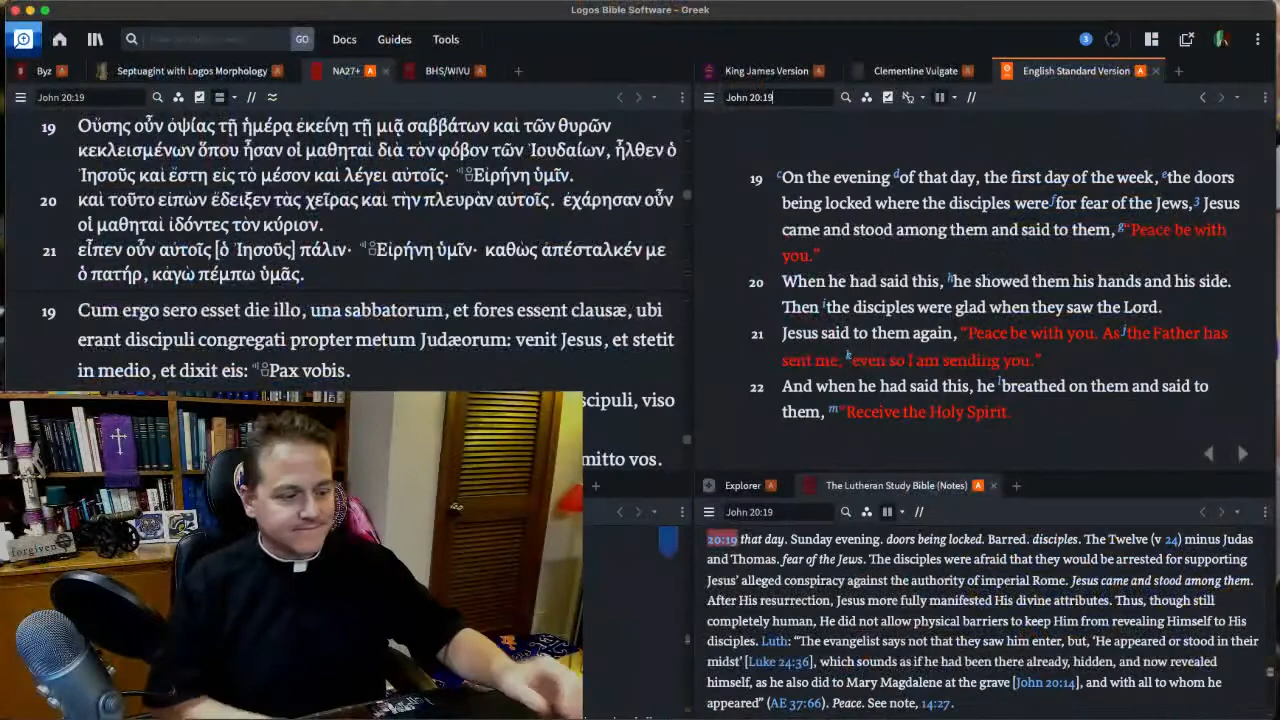 Logos Bible Software - Greek
GO
Docs
Guides
Tools
3
Byz A
Septuagint with Logos Morphology A
NA27+ A
BHS/WIVU A
King James Version A
Clementine Vulgate A
English Standard Version A
John 20:19
19 Οὔσης οὖν ὀψίας τῇ ἡμέρᾳ ἐκείνῃ τῇ μιᾷ σαββάτων καὶ τῶν θυρῶν
κεκλεισμένων ὅπου ἦσαν οἱ μαθηταὶ διὰ τὸν φόβον τῶν Ἰουδαίων, ἦλθεν ὁ
Ἰησοῦς καὶ ἔστη εἰς τὸ μέσον καὶ λέγει αὐτοῖς· Εἰρήνη ὑμῖν.
20 καὶ τοῦτο εἰπὼν ἔδειξεν τὰς χεῖρας καὶ τὴν πλευρὰν αὐτοῖς. ἐχάρησαν οὖν
οἱ μαθηταὶ ἰδόντες τὸν κύριον.
21 εἶπεν οὖν αὐτοῖς [ὁ Ἰησοῦς] πάλιν· Εἰρήνη ὑμῖν· καθὼς ἀπέσταλκέν με
ὁ πατήρ, κἀγὼ πέμπω ὑμᾶς.
19 Cum ergo sero esset die illo, una sabbatorum, et fores essent clausæ, ubi
erant discipuli congregati propter metum Judæorum: venit Jesus, et stetit
in medio, et dixit eis: Pax vobis.
scipuli, viso
mitto vos.
forgiven
John 20:19
19 c On the evening d of that day, the first day of the week, e the doors
being locked where the disciples were f for fear of the Jews,3 Jesus
came and stood among them and said to them, g “Peace be with
you.”
20 When he had said this, h he showed them his hands and his side.
Then i the disciples were glad when they saw the Lord.
21 Jesus said to them again, “Peace be with you. As j the Father has
sent me, k even so I am sending you.”
22 And when he had said this, he l breathed on them and said to
them, m “Receive the Holy Spirit.
Explorer A
The Lutheran Study Bible (Notes) A
John 20:19
20:19 that day. Sunday evening. doors being locked. Barred. disciples. The Twelve (v 24) minus Judas
and Thomas. fear of the Jews. The disciples were afraid that they would be arrested for supporting
Jesus’ alleged conspiracy against the authority of imperial Rome. Jesus came and stood among them.
After His resurrection, Jesus more fully manifested His divine attributes. Thus, though still
completely human, He did not allow physical barriers to keep Him from revealing Himself to His
disciples. Luth: “The evangelist says not that they saw him enter, but, ‘He appeared or stood in their
midst’ [Luke 24:36], which sounds as if he had been there already, hidden, and now revealed
himself, as he also did to Mary Magdalene at the grave [John 20:14], and with all to whom he
appeared” (AE 37:66). Peace. See note, 14:27.